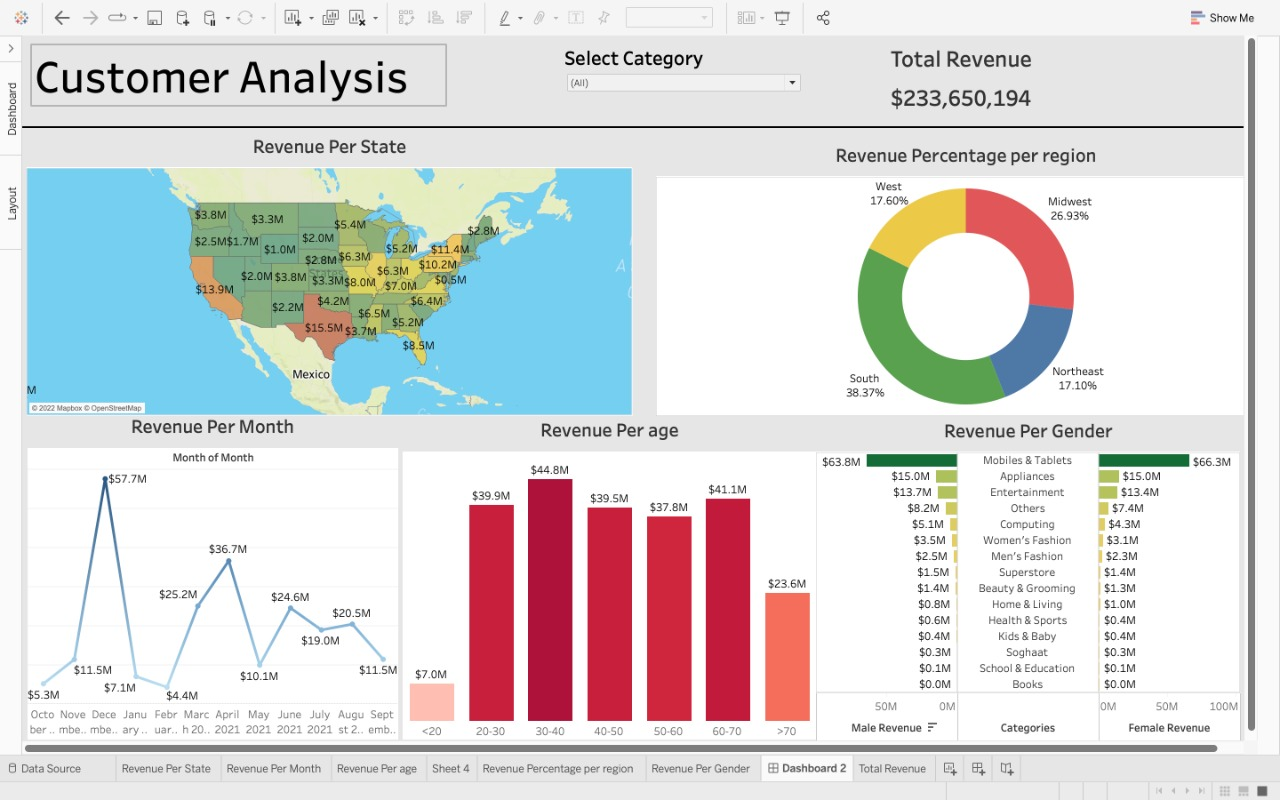 Show Me
Dashboard
Layout
Customer Analysis
Select Category
(All)
Total Revenue
$233,650,194
Revenue Per State
$3.8M
$3.3M
$5.4M
$2.8M
$2.5M
$1.7M
$1.0M
$2.0M
$5.2M
$11.4M
$2.8M
$6.3M
$10.2M
$2.0M
$3.8M
$3.3M
$8.0M
$6.3M
$7.0M
$0.5M
$13.9M
$2.2M
$4.2M
$6.4M
$6.5M
$5.2M
$15.5M
$3.7M
$8.5M
Mexico
M
© 2022 Mapbox © OpenStreetMap
Revenue Percentage per region
West
17.60%
Midwest
26.93%
South
38.37%
Northeast
17.10%
Revenue Per Month
Month of Month
$57.7M
$36.7M
$25.2M
$24.6M
$20.5M
$19.0M
$11.5M
$7.1M
$10.1M
$11.5M
$5.3M
$4.4M
Octo Nove Dece Janu Febr Marc April May June July Augu Sept
ber .. mbe.. mbe.. ary .. uar.. h 20.. 2021 2021 2021 2021 st 2.. emb..
Revenue Per age
$7.0M
$39.9M
$44.8M
$39.5M
$37.8M
$41.1M
$23.6M
<20 20-30 30-40 40-50 50-60 60-70 >70
Revenue Per Gender
$63.8M Mobiles & Tablets $66.3M
$15.0M Appliances $15.0M
$13.7M Entertainment $13.4M
$8.2M Others $7.4M
$5.1M Computing $4.3M
$3.5M Women's Fashion $3.1M
$2.5M Men's Fashion $2.3M
$1.5M Superstore $1.4M
$1.4M Beauty & Grooming $1.3M
$0.8M Home & Living $1.0M
$0.6M Health & Sports $0.4M
$0.4M Kids & Baby $0.4M
$0.3M Soghaat $0.3M
$0.1M School & Education $0.1M
$0.0M Books $0.0M
50M 0M 0M 50M 100M
Male Revenue Categories Female Revenue
Data Source Revenue Per State Revenue Per Month Revenue Per age Sheet 4 Revenue Percentage per region Revenue Per Gender Dashboard 2 Total Revenue